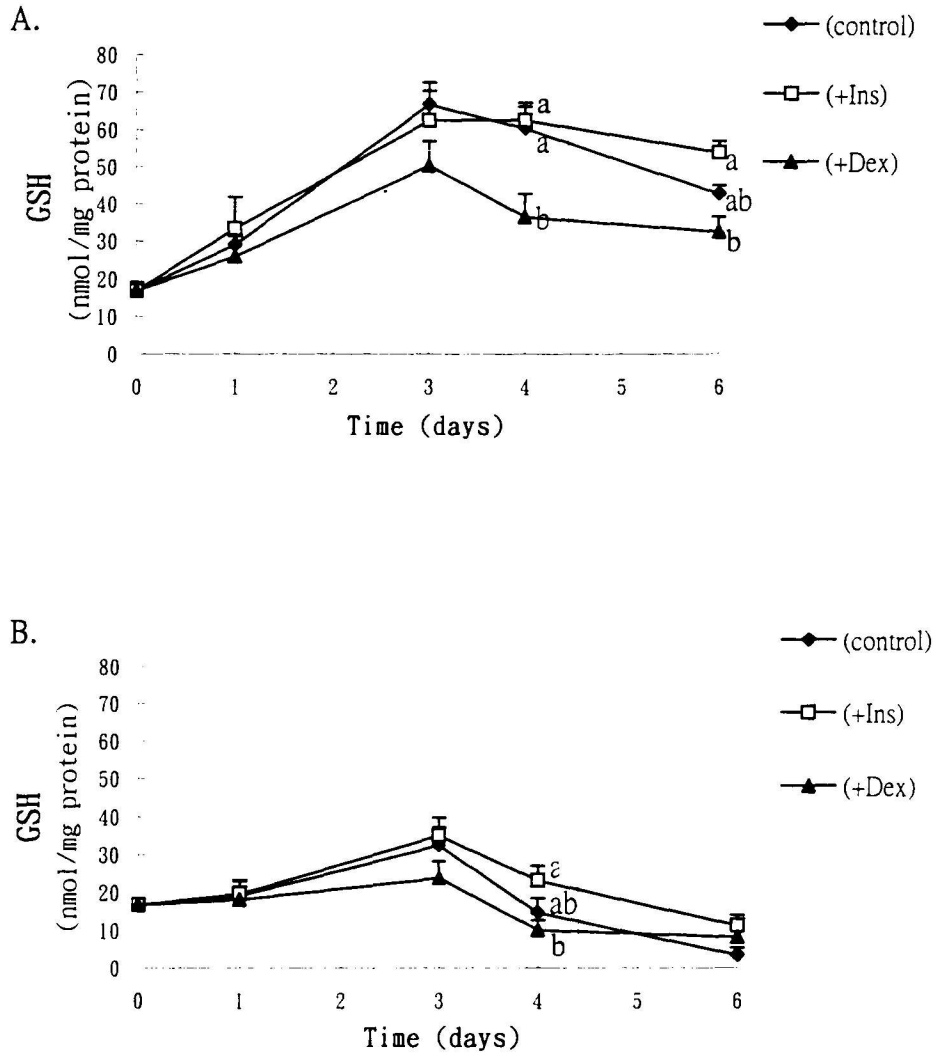 A.
(control)
(+Ins)
(+Dex)
GSH
(nmol/mg protein)
80
70
60
50
40
30
20
10
0
a
a
b
a
ab
b
0 1 2 3 4 5 6
Time (days)
B.
(control)
(+Ins)
(+Dex)
GSH
(nmol/mg protein)
80
70
60
50
40
30
20
10
0
a
ab
b
0 1 2 3 4 5 6
Time (days)